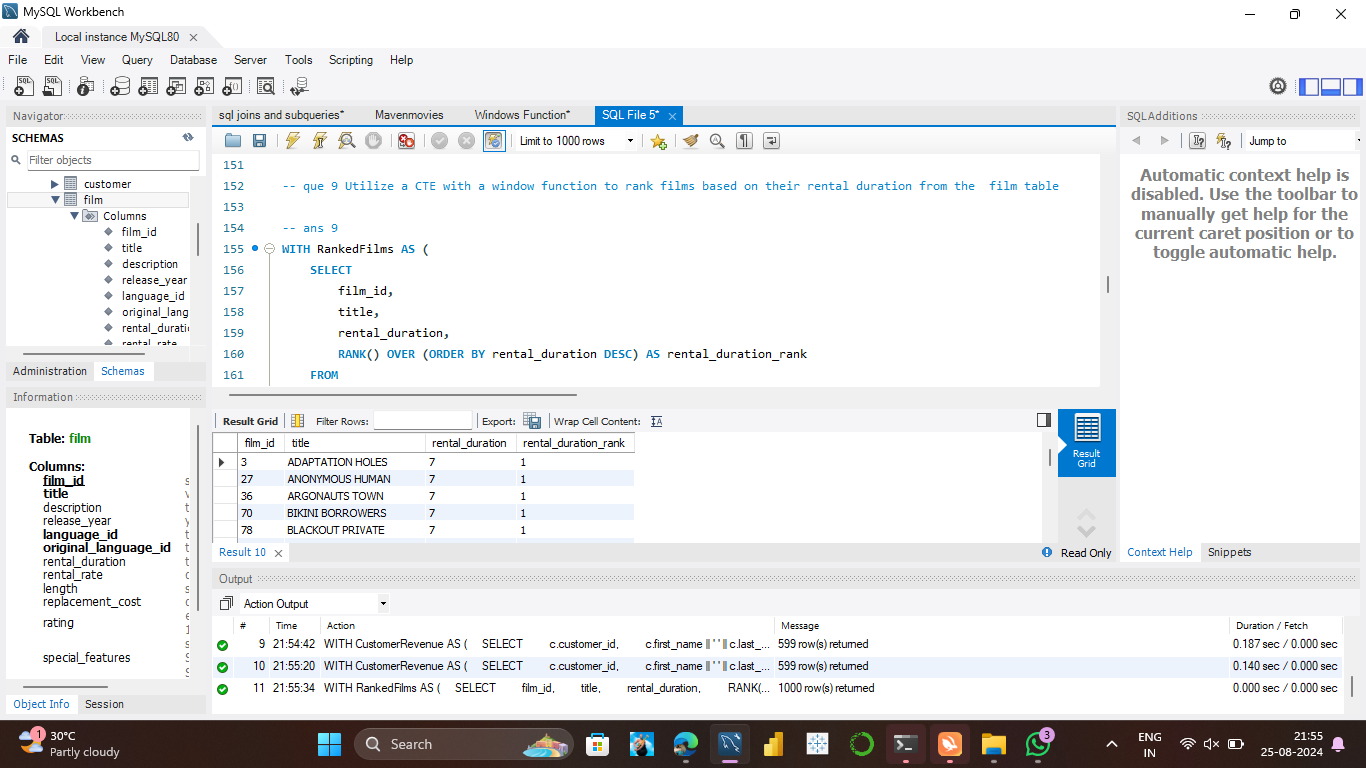 MySQL Workbench
Local instance MySQL80
File Edit View Query Database Server Tools Scripting Help
Navigator
SCHEMAS
Filter objects
customer
film
Columns
film_id
title
description
release_year
language_id
original_lang
rental_durati
Administration Schemas
Information
Table: film
Columns:
film_id
title
description
release_year
language_id
original_language_id
rental_duration
rental_rate
length
replacement_cost
rating
special_features
Object Info Session
sql joins and subqueries* Mavenmovies Windows Function* SQL File 5*
Limit to 1000 rows
151
152 -- que 9 Utilize a CTE with a window function to rank films based on their rental duration from the  film table
153
154 -- ans 9
155 WITH RankedFilms AS (
156 SELECT
157 film_id,
158 title,
159 rental_duration,
160 RANK() OVER (ORDER BY rental_duration DESC) AS rental_duration_rank
161 FROM
Result Grid Filter Rows: Export: Wrap Cell Content:
film_id title rental_duration rental_duration_rank
3 ADAPTATION HOLES 7 1
27 ANONYMOUS HUMAN 7 1
36 ARGONAUTS TOWN 7 1
70 BIKINI BORROWERS 7 1
78 BLACKOUT PRIVATE 7 1
Result Grid
Result 10
Read Only
Output
Action Output
# Time Action Message Duration / Fetch
9 21:54:42 WITH CustomerRevenue AS ( SELECT c.customer_id, c.first_name || ' ' || c.last_... 599 row(s) returned 0.187 sec / 0.000 sec
10 21:55:20 WITH CustomerRevenue AS ( SELECT c.customer_id, c.first_name || ' ' || c.last_... 599 row(s) returned 0.140 sec / 0.000 sec
11 21:55:34 WITH RankedFilms AS ( SELECT film_id, title, rental_duration, RANK(... 1000 row(s) returned 0.000 sec / 0.000 sec
SQLAdditions
Jump to
Automatic context help is
disabled. Use the toolbar to
manually get help for the
current caret position or to
toggle automatic help.
Context Help Snippets
1
30°C
Partly cloudy
Search
3
ENG
IN
21:55
25-08-2024